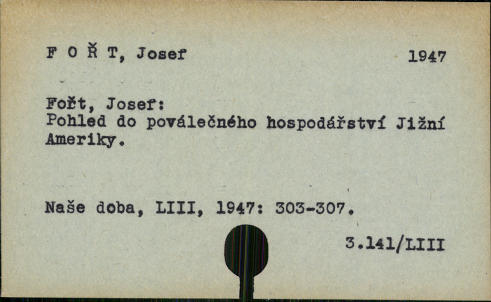 F O Ř T, Josef 1947
Fořt, Josef:
Pohled do poválečného hospodářství Jižní
Ameriky.
Naše doba, LIII, 1947: 303-307.
3.141/LIII